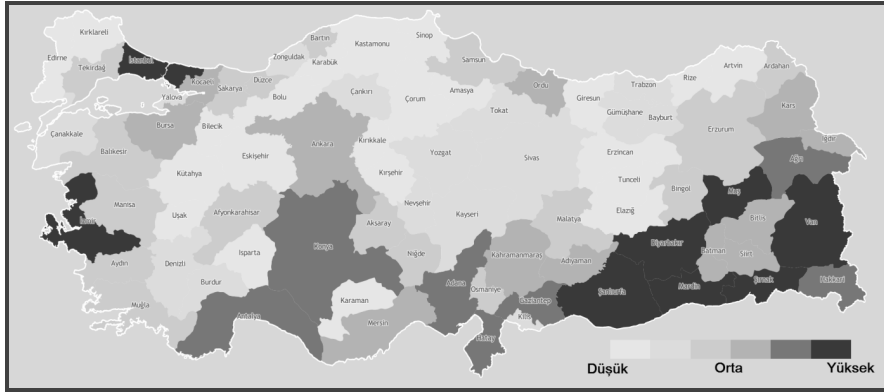 Kırklareli
Edirne
Tekirdağ
İstanbul
Kocaeli
Yalova
Sakarya
Düzce
Zonguldak
Bartın
Karabük
Kastamonu
Sinop
Samsun
Bolu
Çankırı
Çorum
Amasya
Tokat
Ordu
Giresun
Gümüşhane
Trabzon
Bayburt
Rize
Artvin
Ardahan
Kars
Iğdır
Ağrı
Erzurum
Çanakkale
Balıkesir
Bursa
Bilecik
Eskişehir
Ankara
Kırıkkale
Kırşehir
Yozgat
Sivas
Erzincan
Tunceli
Bingöl
Muş
Bitlis
Van
Kütahya
Manisa
İzmir
Uşak
Afyonkarahisar
Aksaray
Nevşehir
Kayseri
Malatya
Elazığ
Diyarbakır
Batman
Siirt
Hakkari
Şırnak
Mardin
Şanlıurfa
Adıyaman
Kahramanmaraş
Gaziantep
Kilis
Osmaniye
Hatay
Adana
Niğde
Konya
Karaman
Mersin
Isparta
Burdur
Denizli
Aydın
Muğla
Antalya
Düşük
Orta
Yüksek